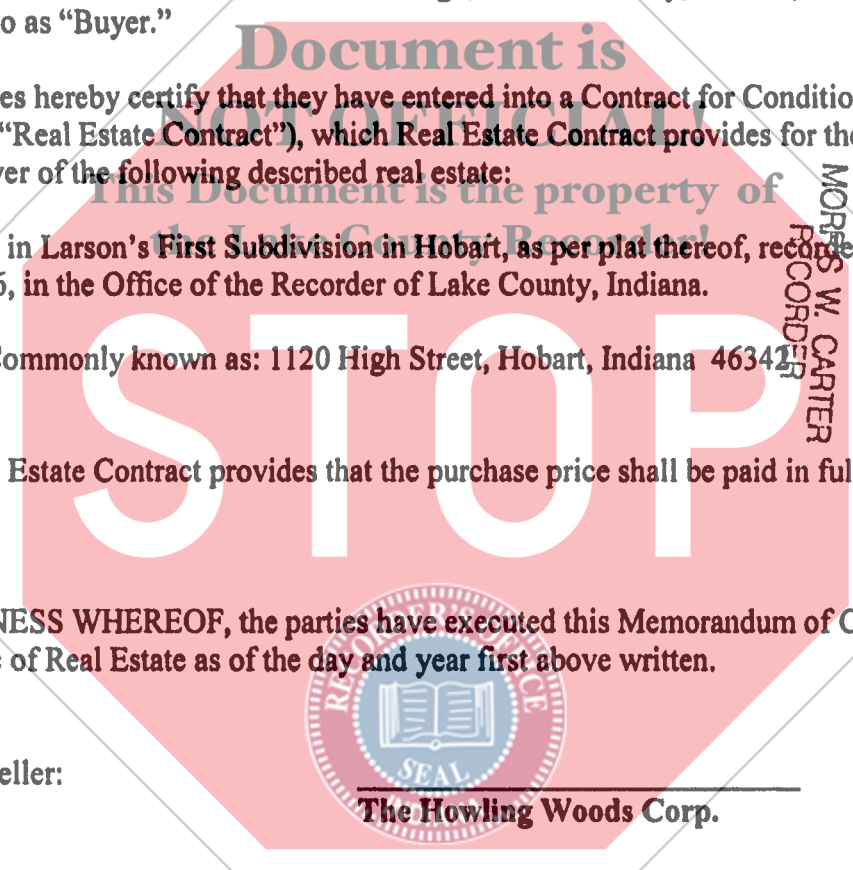 o as “Buyer.”
Document is
es hereby certify that they have entered into a Contract for Conditio
NOT OFFICIAL!
“Real Estate Contract”), which Real Estate Contract provides for the
er of the following described real estate:
This Document is the property of
the Lake County Recorder!
in Larson’s First Subdivision in Hobart, as per plat thereof, recorde
6, in the Office of the Recorder of Lake County, Indiana.
MORRIS W. CARTER
RECORDER
Commonly known as: 1120 High Street, Hobart, Indiana 46342
STOP
Estate Contract provides that the purchase price shall be paid in ful
NESS WHEREOF, the parties have executed this Memorandum of C
of Real Estate as of the day and year first above written.
RECORDER'S OFFICE
SEAL
eller:
The Howling Woods Corp.